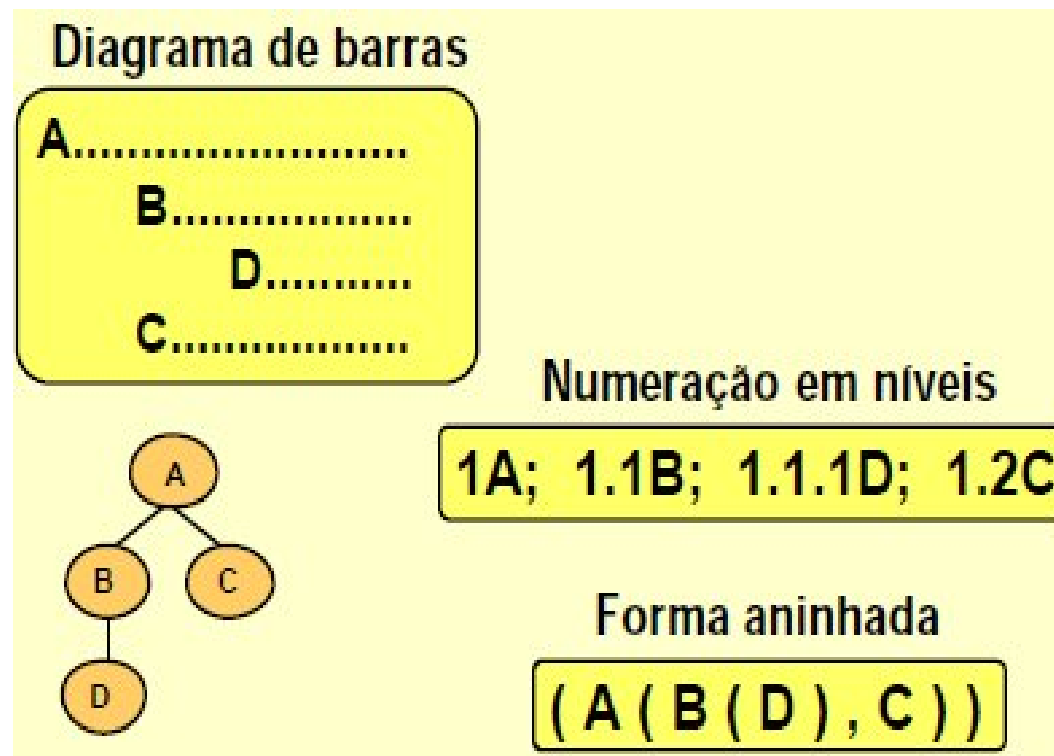 Diagrama de barras
A.........................
B..................
D...........
C..................
Numeração em níveis
1A; 1.1B; 1.1.1D; 1.2C
A
B
C
D
Forma aninhada
( A ( B ( D ) , C ) )